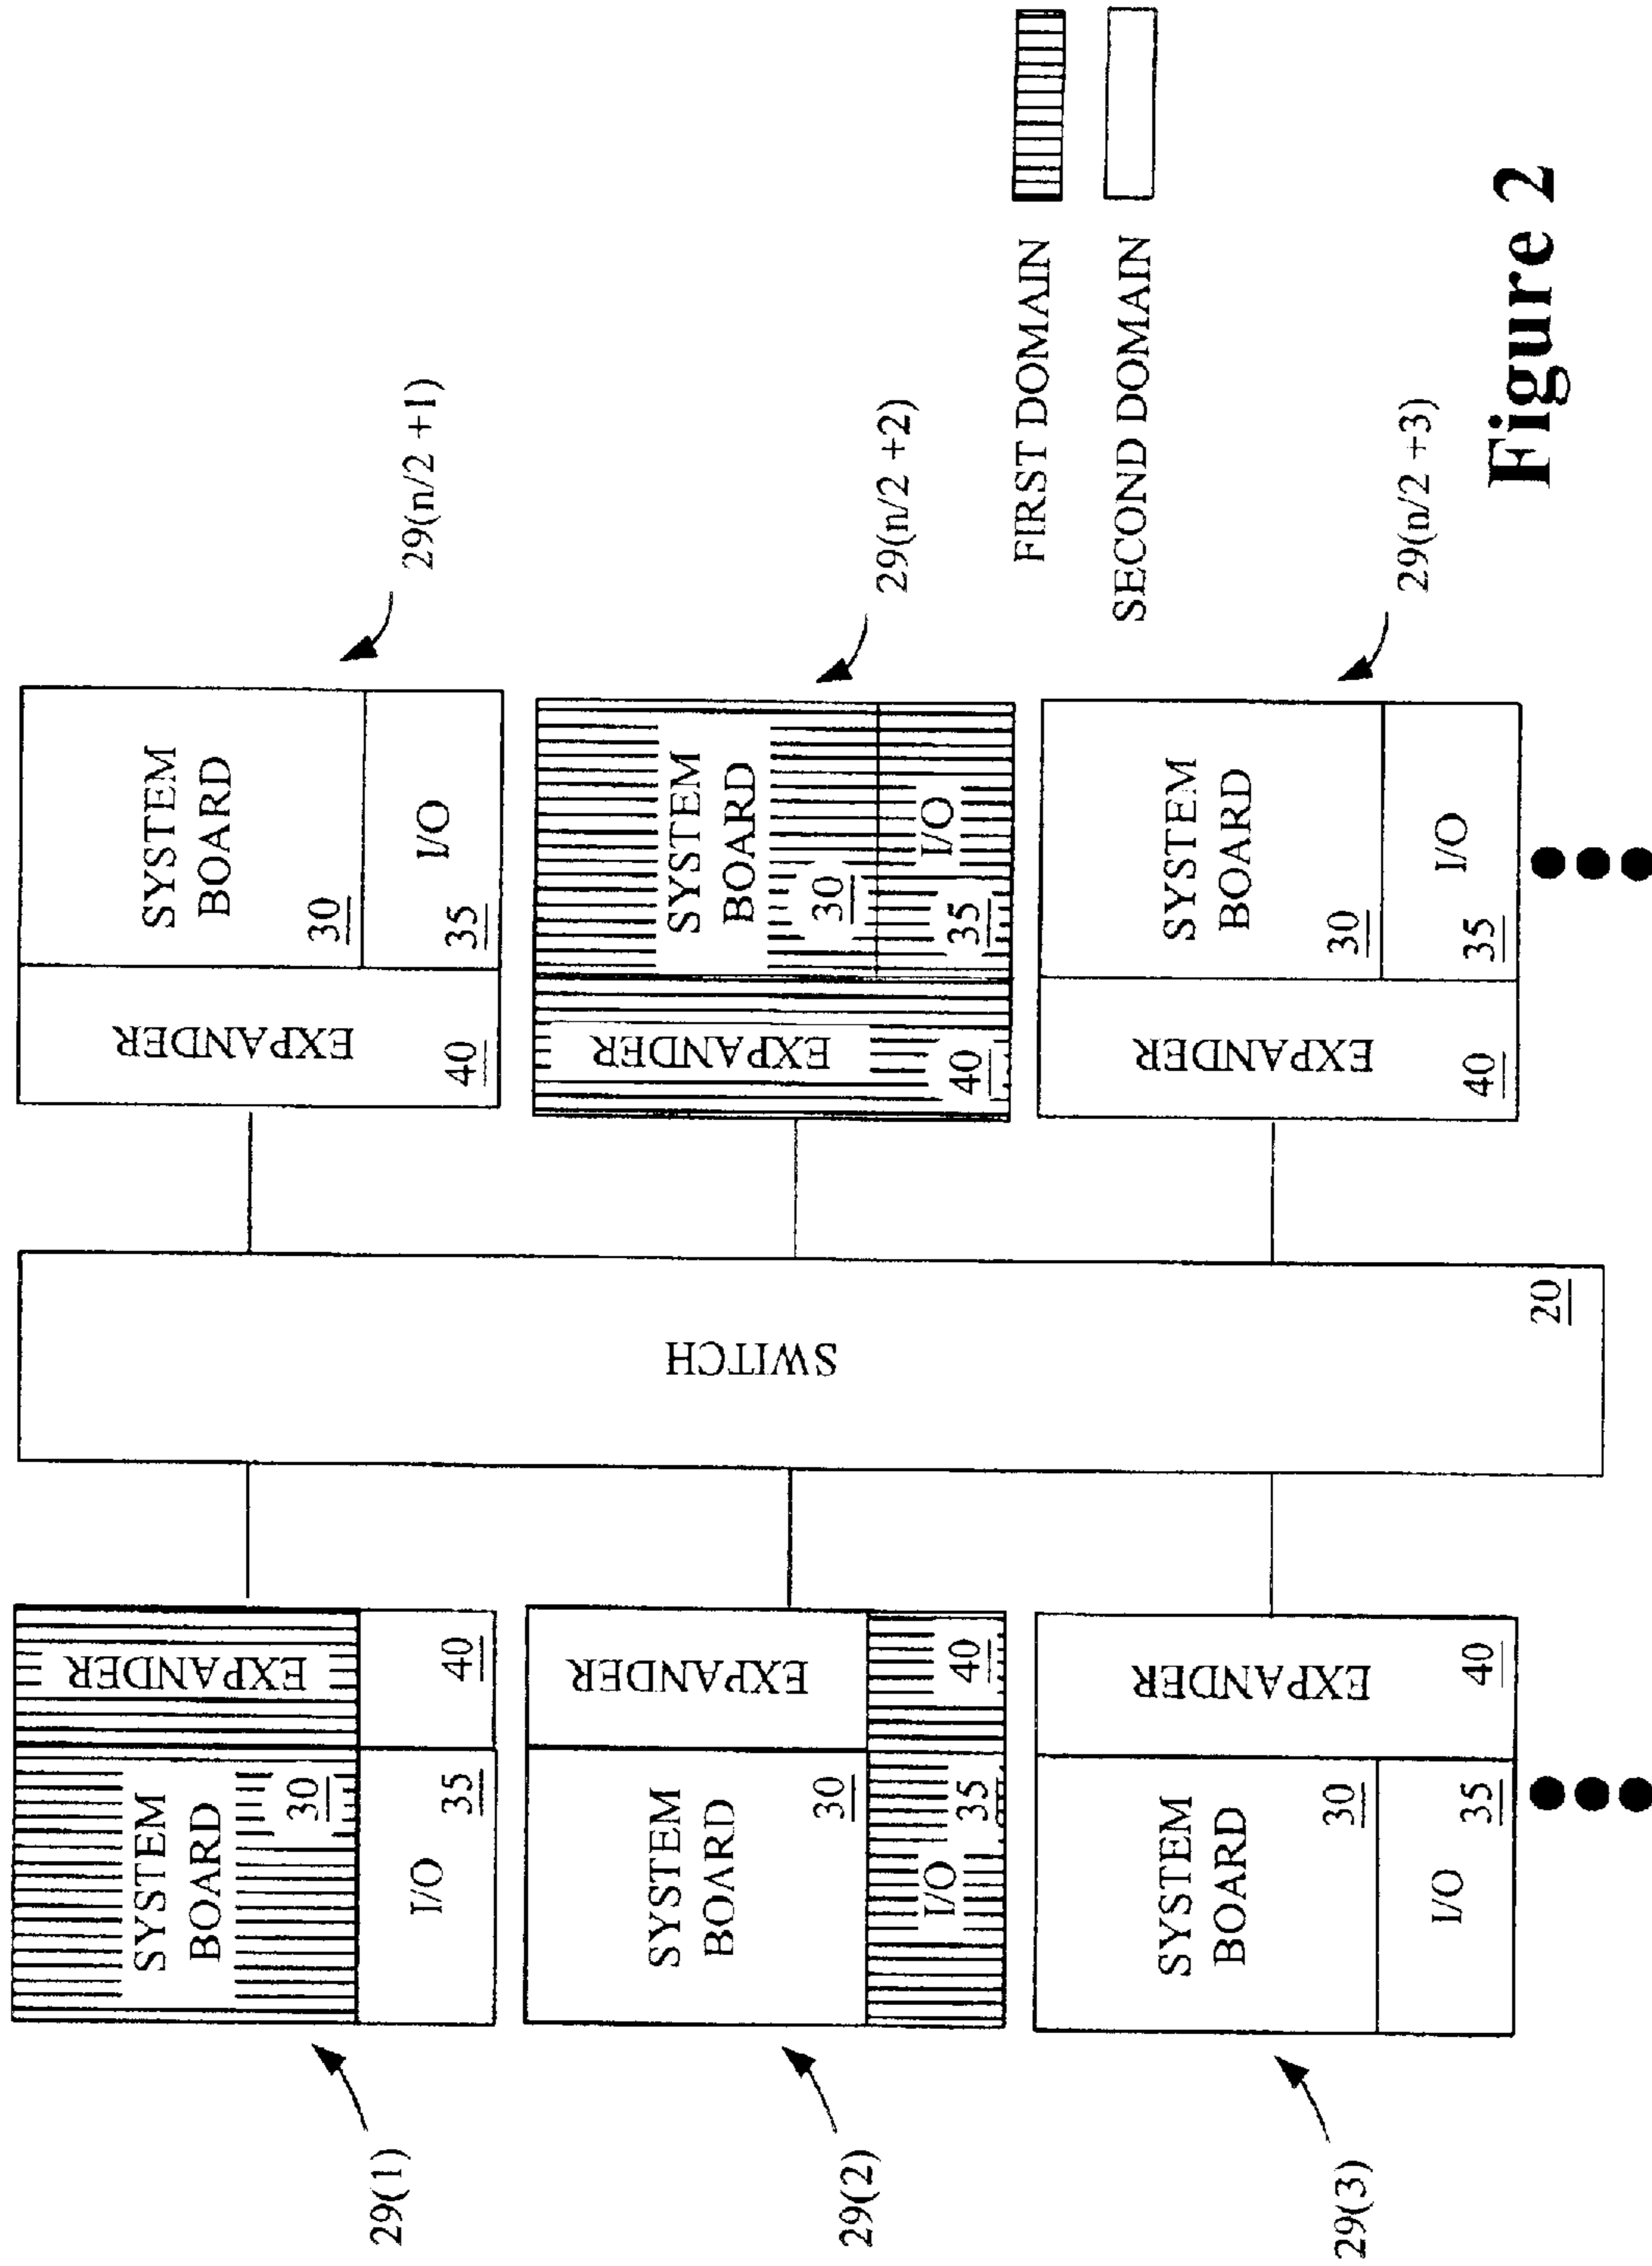 29(1)
SYSTEM
BOARD
30
EXPANDER
I/O
35
40
29(2)
SYSTEM
BOARD
30
EXPANDER
I/O
35
40
29(3)
SYSTEM
BOARD
30
EXPANDER
I/O
35
40
SWITCH
20
EXPANDER
40
SYSTEM
BOARD
30
I/O
35
29(n/2 +1)
EXPANDER
40
SYSTEM
BOARD
30
I/O
35
29(n/2 +2)
EXPANDER
40
SYSTEM
BOARD
30
I/O
35
29(n/2 +3)
FIRST DOMAIN
SECOND DOMAIN
Figure 2